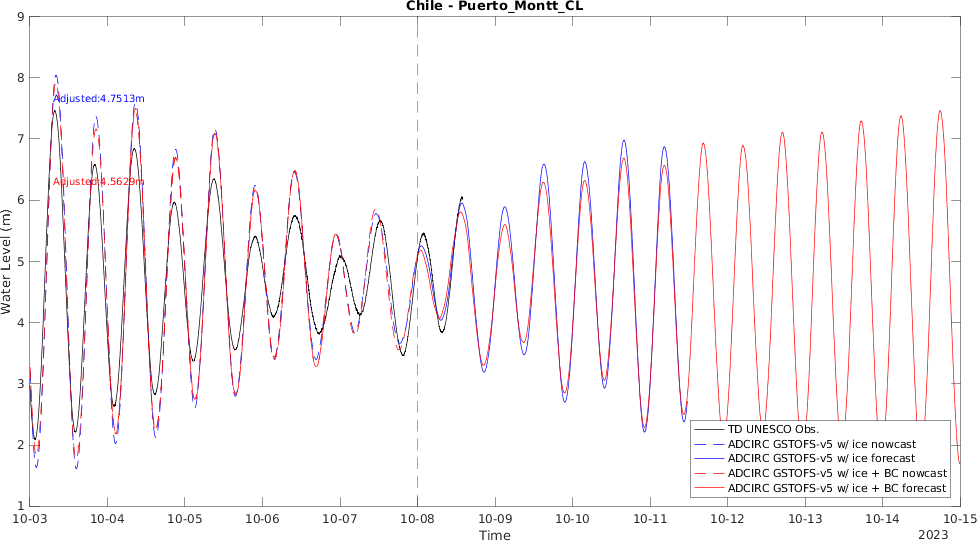 Chile - Puerto_Montt_CL
9
8
7
6
5
4
3
2
1
Water Level (m)
Adjusted:4.7513m
Adjusted:4.5629m
TD UNESCO Obs.
ADCIRC GSTOFS-v5 w/ ice nowcast
ADCIRC GSTOFS-v5 w/ ice forecast
ADCIRC GSTOFS-v5 w/ ice + BC nowcast
ADCIRC GSTOFS-v5 w/ ice + BC forecast
10-03 10-04 10-05 10-06 10-07 10-08 10-09 10-10 10-11 10-12 10-13 10-14 10-15
Time
2023